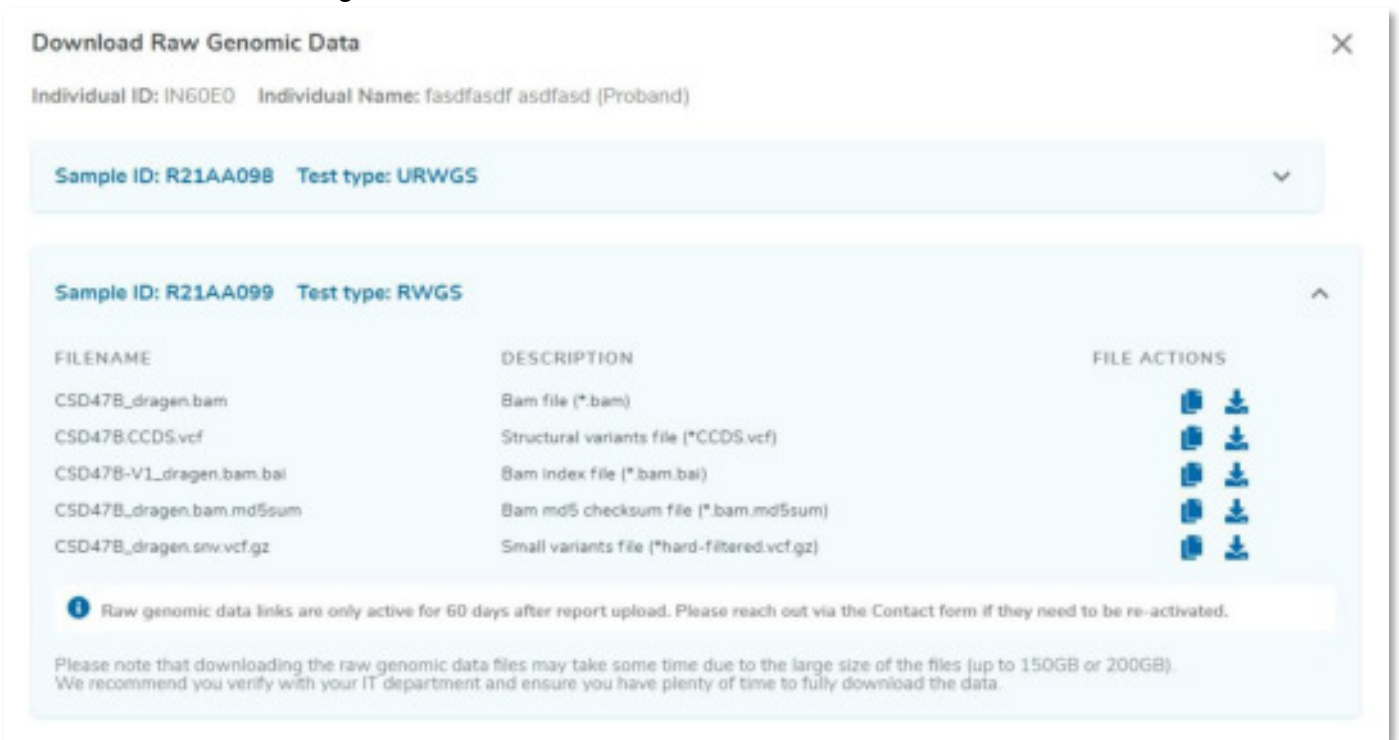 Download Raw Genomic Data
Individual ID: IN60E0 Individual Name: fasdfasdf asdfasd (Proband)
Sample ID: R21AA098 Test type: URWGS
Sample ID: R21AA099 Test type: RWGS
FILENAME DESCRIPTION FILE ACTIONS
CSD47B_dragen.bam Bam file (*.bam)
CSD47B.CCDS.vcf Structural variants file (*CCDS.vcf)
CSD47B-V1_dragen.bam.bai Bam index file (*.bam.bai)
CSD47B_dragen.bam.md5sum Bam md5 checksum file (*.bam.md5sum)
CSD47B_dragen.snv.vcf.gz Small variants file (*hard-filtered.vcf.gz)
Raw genomic data links are only active for 60 days after report upload. Please reach out via the Contact form if they need to be re-activated.
Please note that downloading the raw genomic data files may take some time due to the large size of the files (up to 150GB or 200GB).
We recommend you verify with your IT department and ensure you have plenty of time to fully download the data.